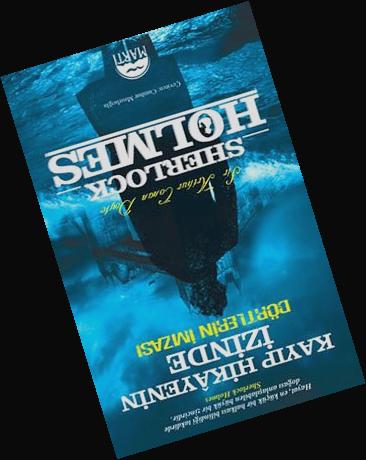 Hayat, en küçük bir halkası bilindiği takdirde
doğası anlaşılabilen büyük bir zincirdir.
Sherlock Holmes
KAYIP HİKÂYENİN
İZİNDE
DÖRTLERİN İMZASI
Sir Arthur Conan Doyle
SHERLOCK
HOLMES
MARTI